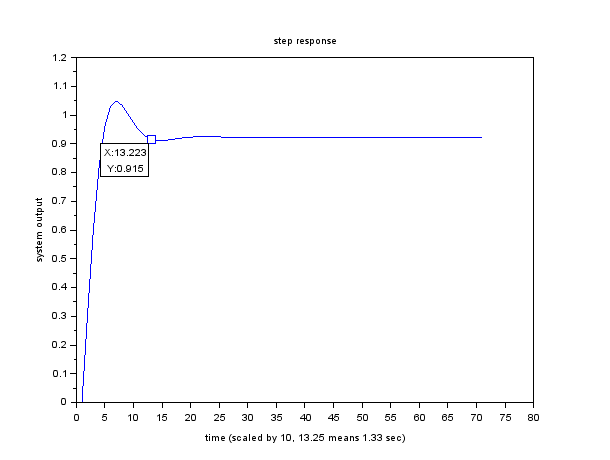 step response
1.2
1.1
1
0.9
0.8
0.7
0.6
0.5
0.4
0.3
0.2
0.1
0
system output
X:13.223
Y:0.915
0 5 10 15 20 25 30 35 40 45 50 55 60 65 70 75 80
time (scaled by 10, 13.25 means 1.33 sec)